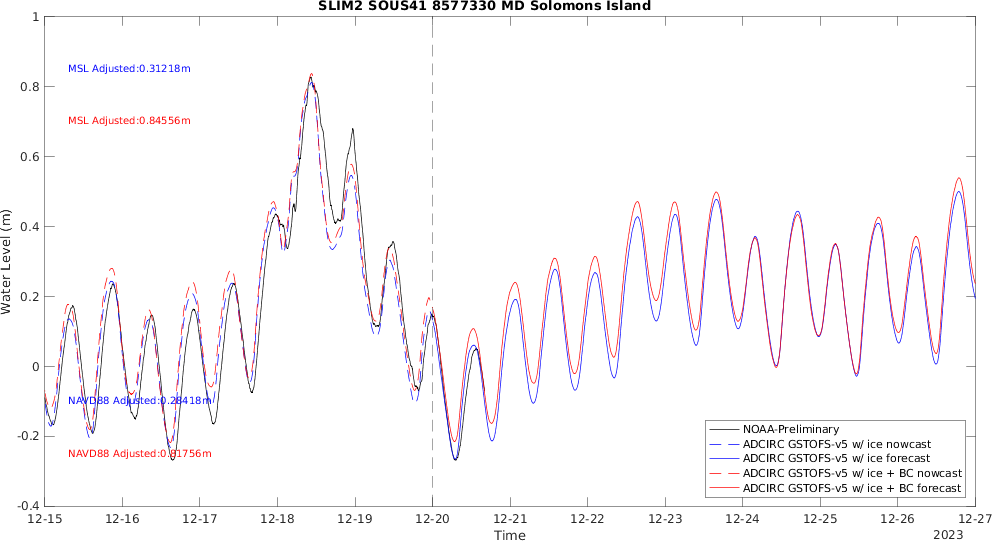 SLIM2 SOUS41 8577330 MD Solomons Island
1
0.8
0.6
0.4
0.2
0
-0.2
-0.4
Water Level (m)
MSL Adjusted:0.31218m
MSL Adjusted:0.84556m
NAVD88 Adjusted:0.28418m
NAVD88 Adjusted:0.81756m
NOAA-Preliminary
ADCIRC GSTOFS-v5 w/ ice nowcast
ADCIRC GSTOFS-v5 w/ ice forecast
ADCIRC GSTOFS-v5 w/ ice + BC nowcast
ADCIRC GSTOFS-v5 w/ ice + BC forecast
12-15 12-16 12-17 12-18 12-19 12-20 12-21 12-22 12-23 12-24 12-25 12-26 12-27
Time
2023